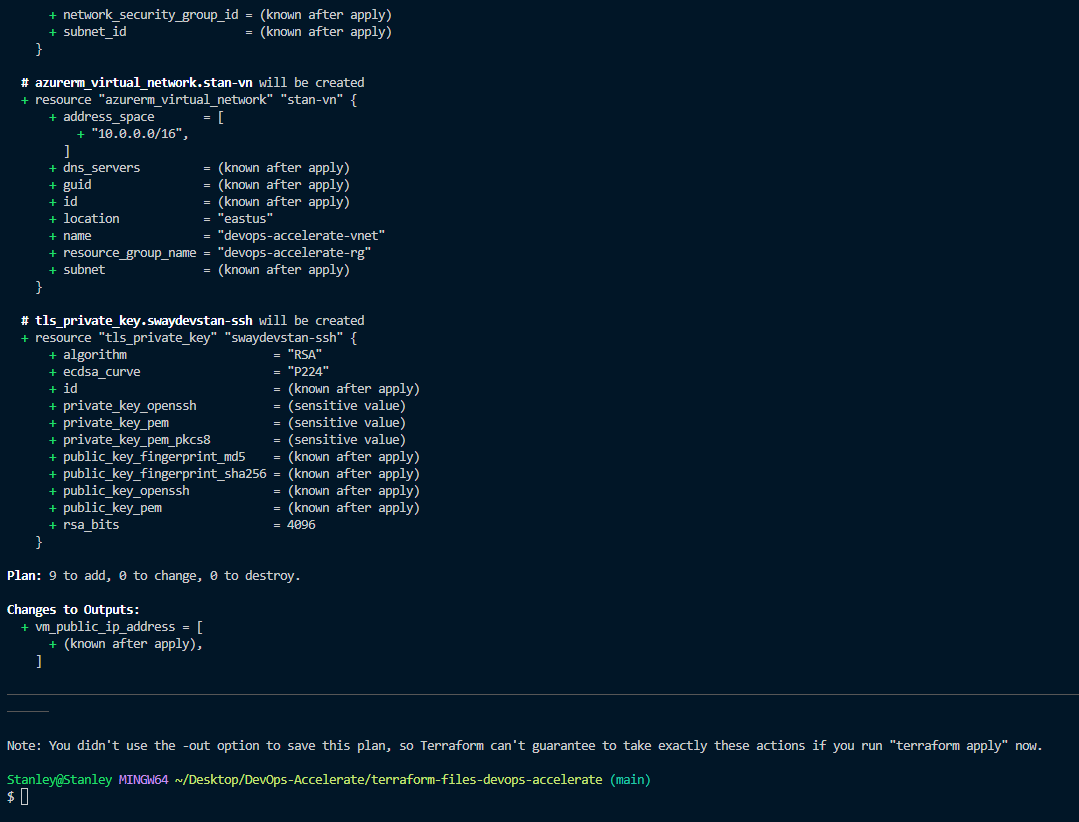 + network_security_group_id = (known after apply)
+ subnet_id                 = (known after apply)
}
# azurerm_virtual_network.stan-vn will be created
+ resource "azurerm_virtual_network" "stan-vn" {
+ address_space       = [
+ "10.0.0.0/16",
]
+ dns_servers         = (known after apply)
+ guid                = (known after apply)
+ id                  = (known after apply)
+ location            = "eastus"
+ name                = "devops-accelerate-vnet"
+ resource_group_name = "devops-accelerate-rg"
+ subnet              = (known after apply)
}
# tls_private_key.swaydevstan-ssh will be created
+ resource "tls_private_key" "swaydevstan-ssh" {
+ algorithm                     = "RSA"
+ ecdsa_curve                   = "P224"
+ id                            = (known after apply)
+ private_key_openssh           = (sensitive value)
+ private_key_pem               = (sensitive value)
+ private_key_pem_pkcs8         = (sensitive value)
+ public_key_fingerprint_md5    = (known after apply)
+ public_key_fingerprint_sha256 = (known after apply)
+ public_key_openssh            = (known after apply)
+ public_key_pem                = (known after apply)
+ rsa_bits                      = 4096
}
Plan: 9 to add, 0 to change, 0 to destroy.
Changes to Outputs:
+ vm_public_ip_address = [
+ (known after apply),
]
Note: You didn't use the -out option to save this plan, so Terraform can't guarantee to take exactly these actions if you run "terraform apply" now.
Stanley@Stanley MINGW64 ~/Desktop/DevOps-Accelerate/terraform-files-devops-accelerate (main)
$